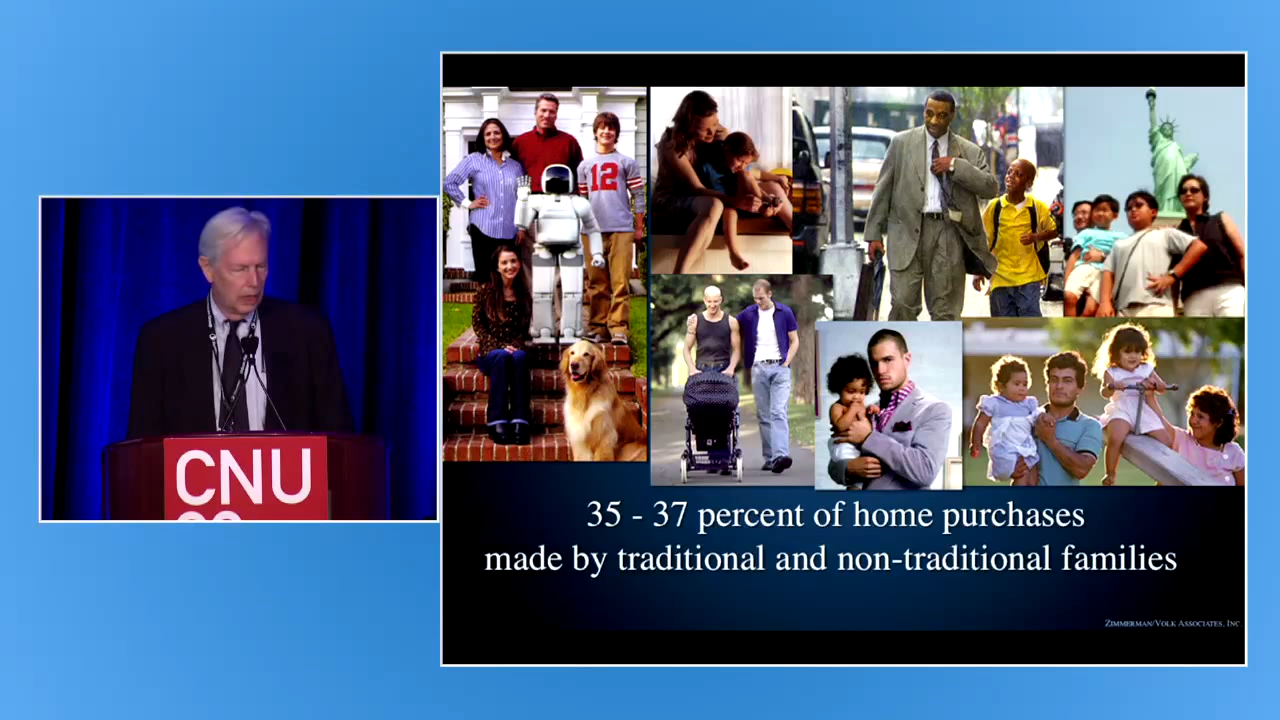 CNU
12
35 - 37 percent of home purchases
made by traditional and non-traditional families
ZIMMERMAN/VOLK ASSOCIATES, INC.